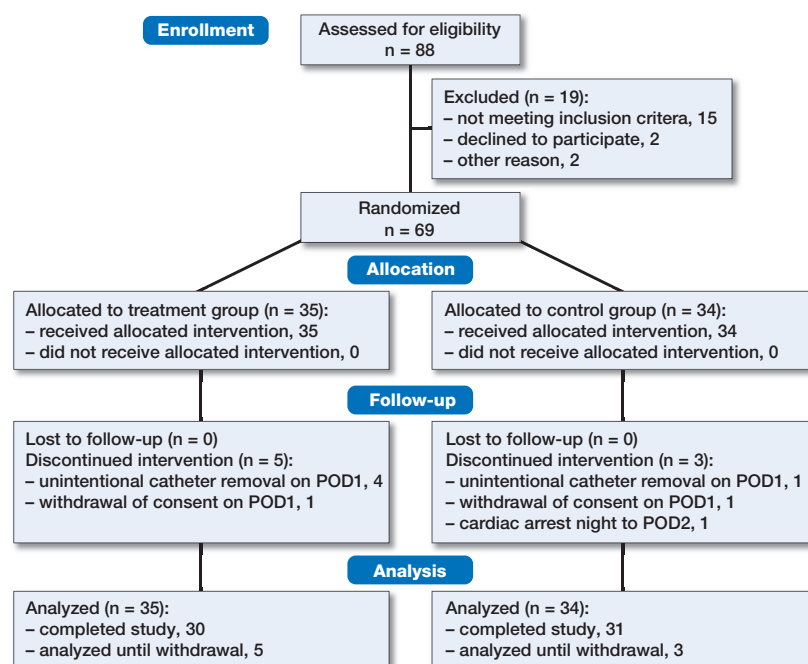 Enrollment
Assessed for eligibility
n = 88
Excluded (n = 19):
– not meeting inclusion critera, 15
– declined to participate, 2
– other reason, 2
Randomized
n = 69
Allocation
Allocated to treatment group (n = 35):
– received allocated intervention, 35
– did not receive allocated intervention, 0
Allocated to control group (n = 34):
– received allocated intervention, 34
– did not receive allocated intervention, 0
Follow-up
Lost to follow-up (n = 0)
Discontinued intervention (n = 5):
– unintentional catheter removal on POD1, 4
– withdrawal of consent on POD1, 1
Lost to follow-up (n = 0)
Discontinued intervention (n = 3):
– unintentional catheter removal on POD1, 1
– withdrawal of consent on POD1, 1
– cardiac arrest night to POD2, 1
Analysis
Analyzed (n = 35):
– completed study, 30
– analyzed until withdrawal, 5
Analyzed (n = 34):
– completed study, 31
– analyzed until withdrawal, 3